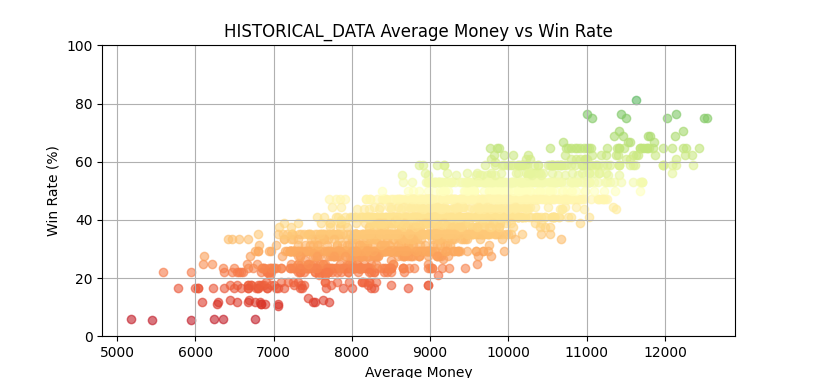 HISTORICAL_DATA Average Money vs Win Rate
100
80
60
40
20
0
Win Rate (%)
5000 6000 7000 8000 9000 10000 11000 12000
Average Money